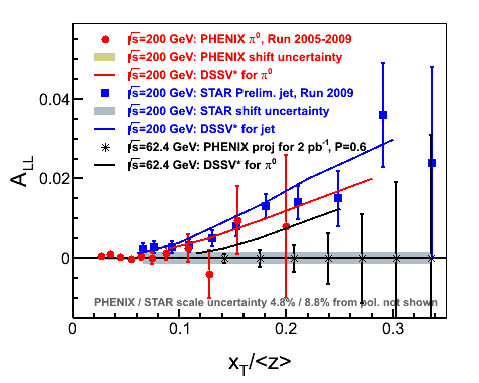 √s=200 GeV: PHENIX π⁰, Run 2005-2009
√s=200 GeV: PHENIX shift uncertainty
√s=200 GeV: DSSV* for π⁰
√s=200 GeV: STAR Prelim. jet, Run 2009
√s=200 GeV: STAR shift uncertainty
√s=200 GeV: DSSV* for jet
√s=62.4 GeV: PHENIX proj for 2 pb⁻¹, P=0.6
√s=62.4 GeV: DSSV* for π⁰
A_LL
0.04
0.02
0
PHENIX / STAR scale uncertainty 4.8% / 8.8% from pol. not shown
0 0.1 0.2 0.3
x_T/<z>